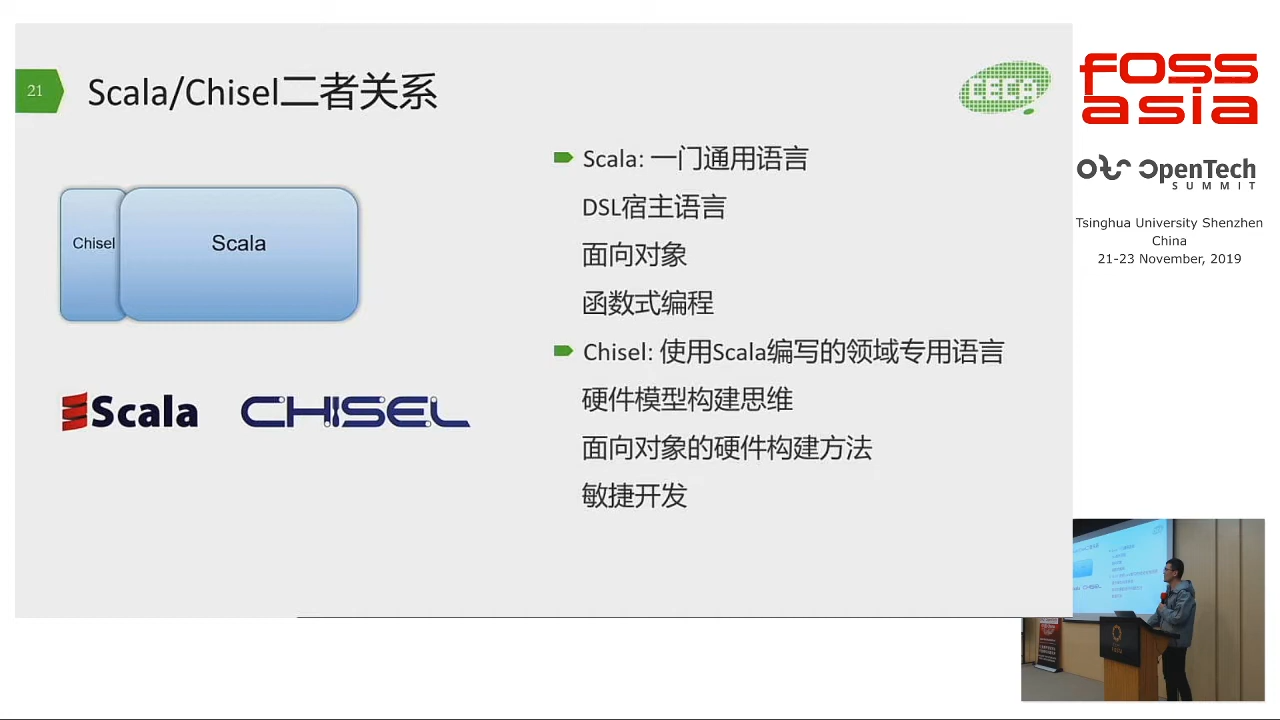 21
Scala/Chisel二者关系
Chisel
Scala
Scala
CHISEL
Scala: 一门通用语言
DSL宿主语言
面向对象
函数式编程
Chisel: 使用Scala编写的领域专用语言
硬件模型构建思维
面向对象的硬件构建方法
敏捷开发
FOSS
asia
OTS OpenTech
SUMMIT
Tsinghua University Shenzhen
China
21-23 November, 2019
CHISEL